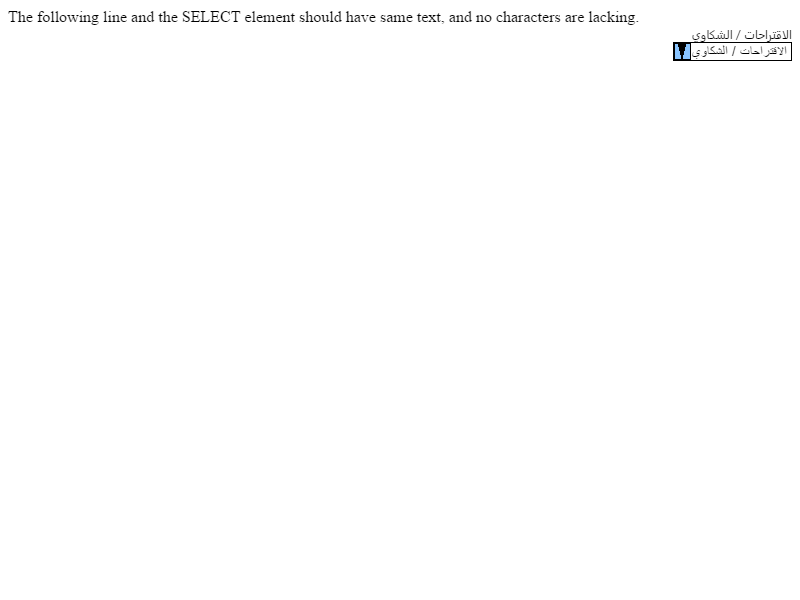 The following line and the SELECT element should have same text, and no characters are lacking.
الاقتراحات / الشكاوي
الاقتراحات / الشكاوي